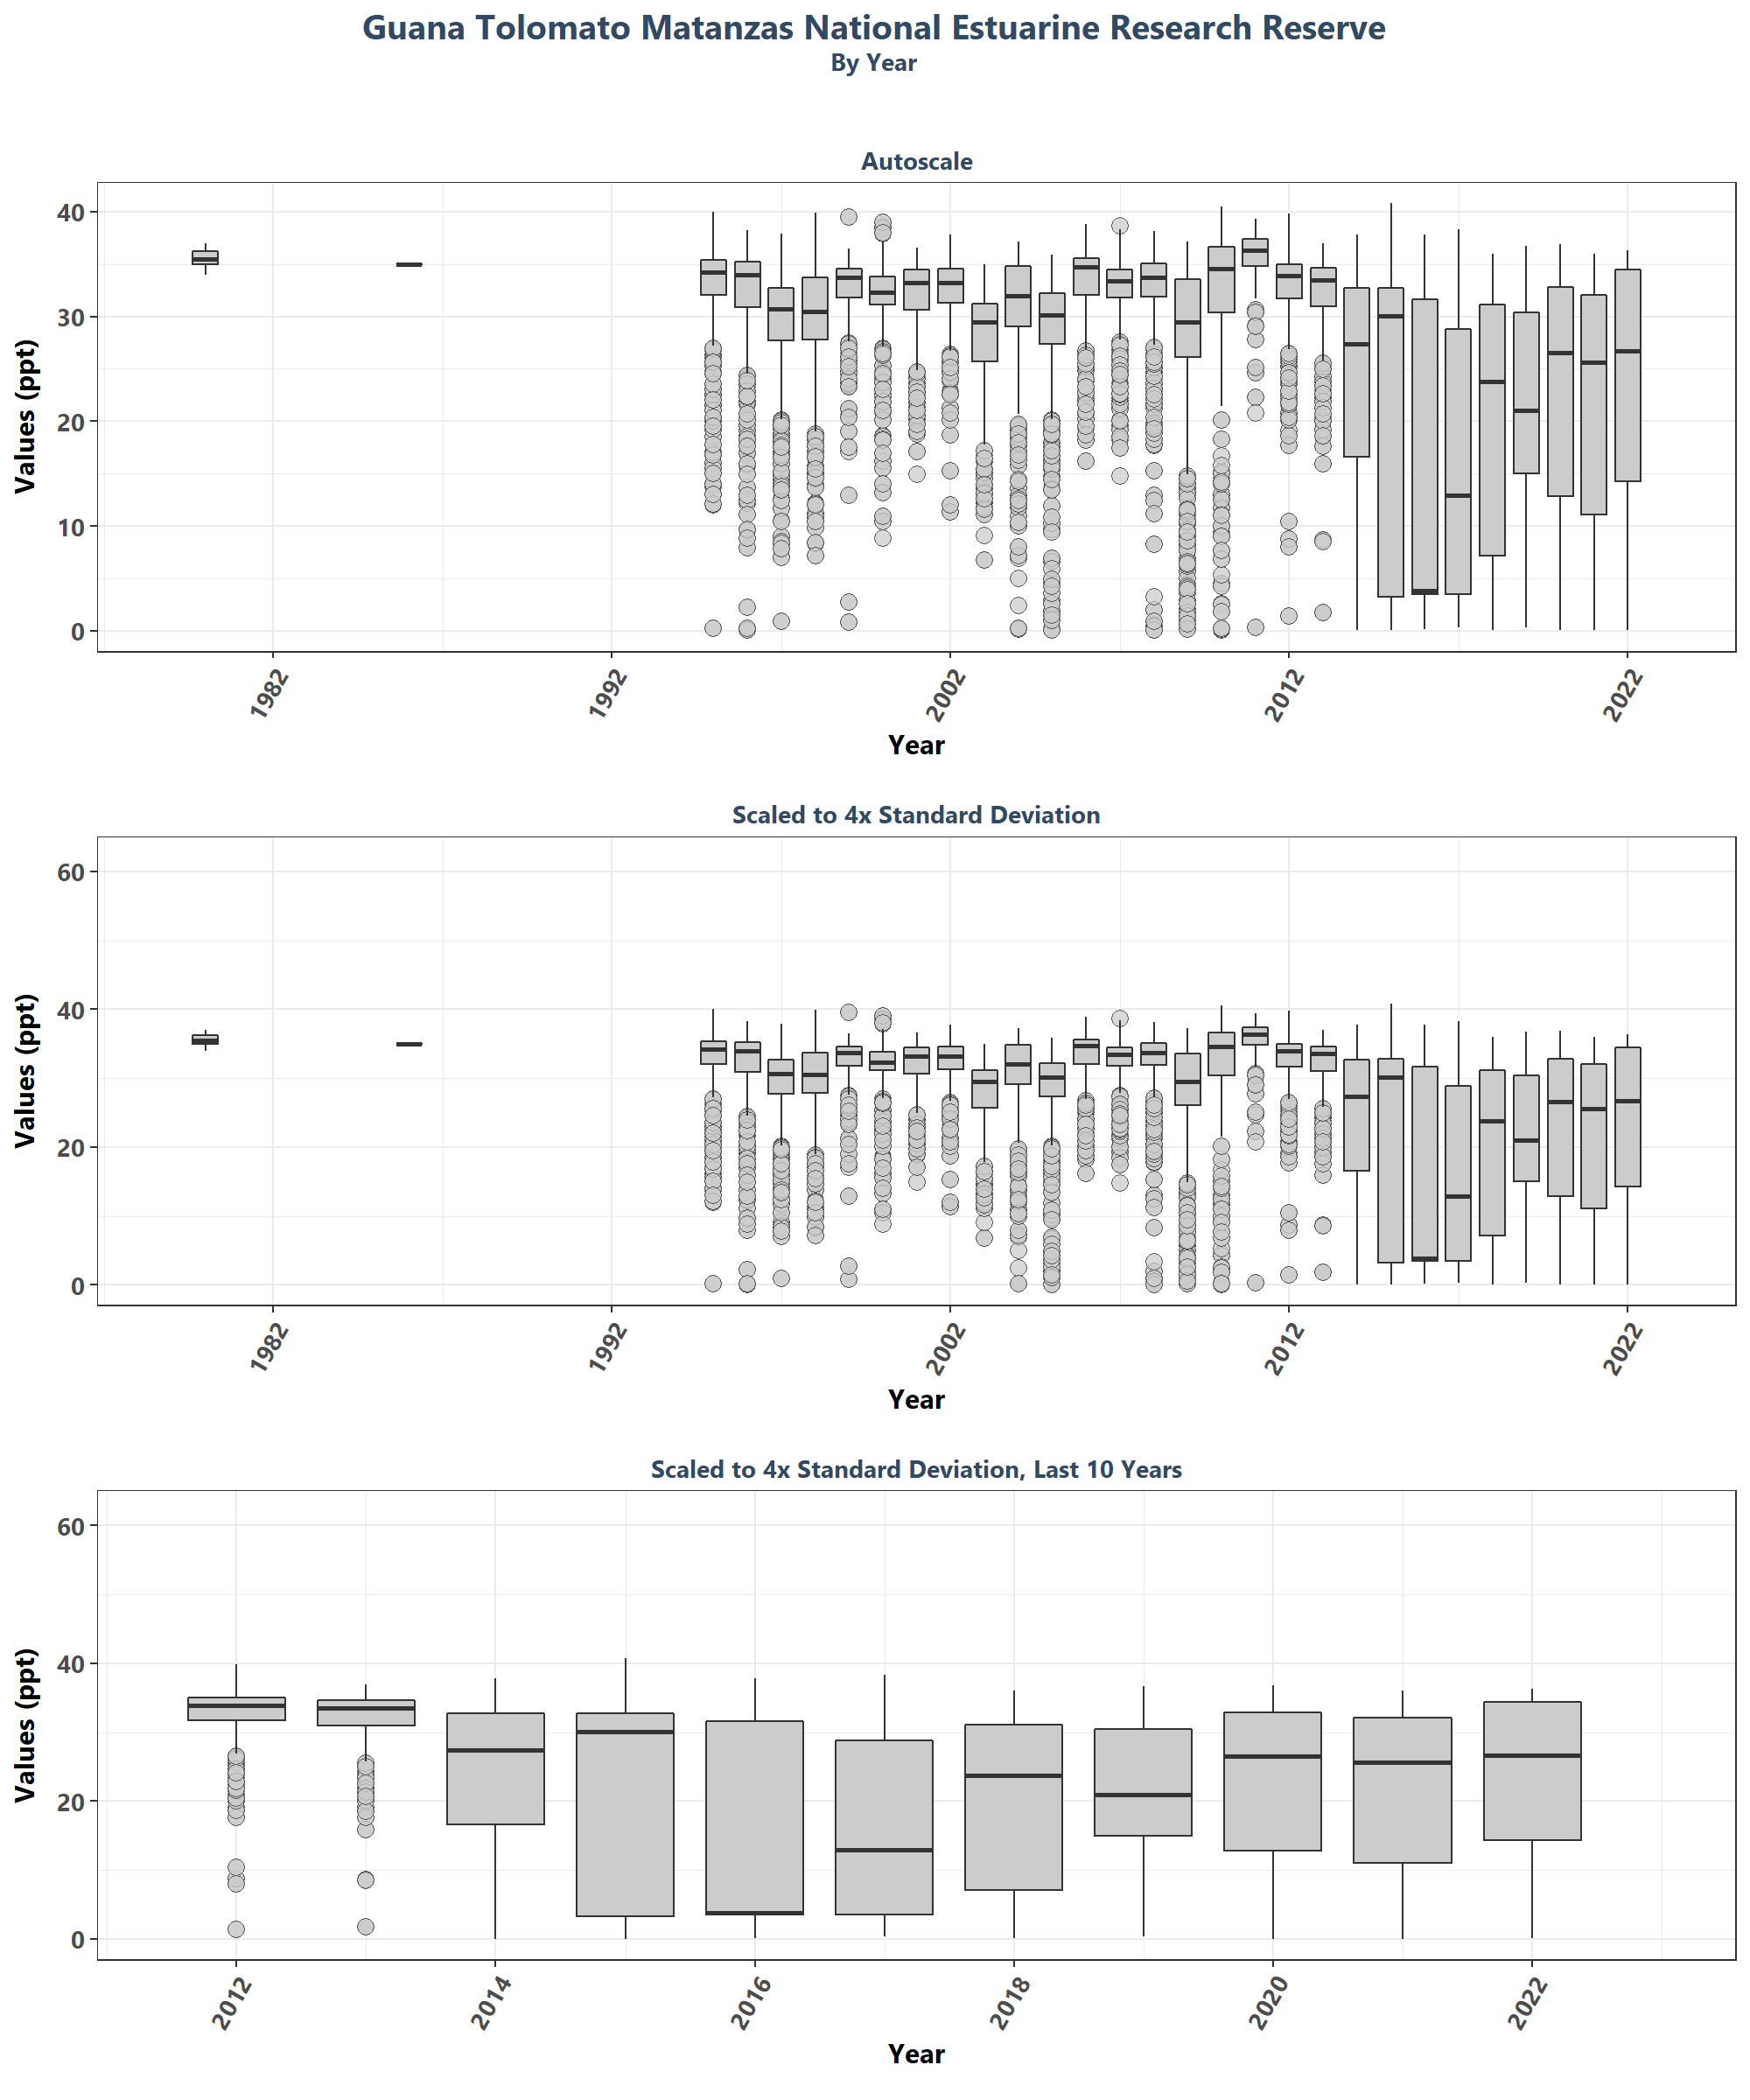 Guana Tolomato Matanzas National Estuarine Research Reserve
By Year
Autoscale
Values (ppt)
40
30
20
10
0
1982
1992
2002
2012
2022
Year
Scaled to 4x Standard Deviation
Values (ppt)
60
40
20
0
1982
1992
2002
2012
2022
Year
Scaled to 4x Standard Deviation, Last 10 Years
Values (ppt)
60
40
20
0
2012
2014
2016
2018
2020
2022
Year